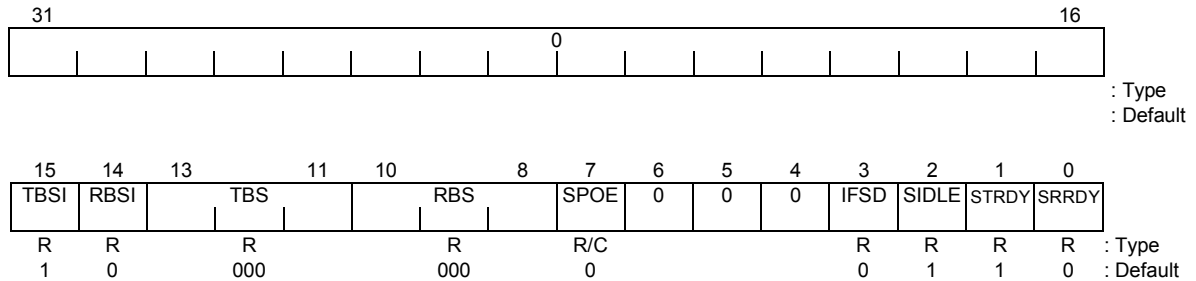 31 16
0
: Type
: Default
15 14 13 11 10 8 7 6 5 4 3 2 1 0
TBSI RBSI TBS RBS SPOE 0 0 0 IFSD SIDLE STRDY SRRDY
R R R R R/C R R R R : Type
1 0 000 000 0 0 1 1 0 : Default